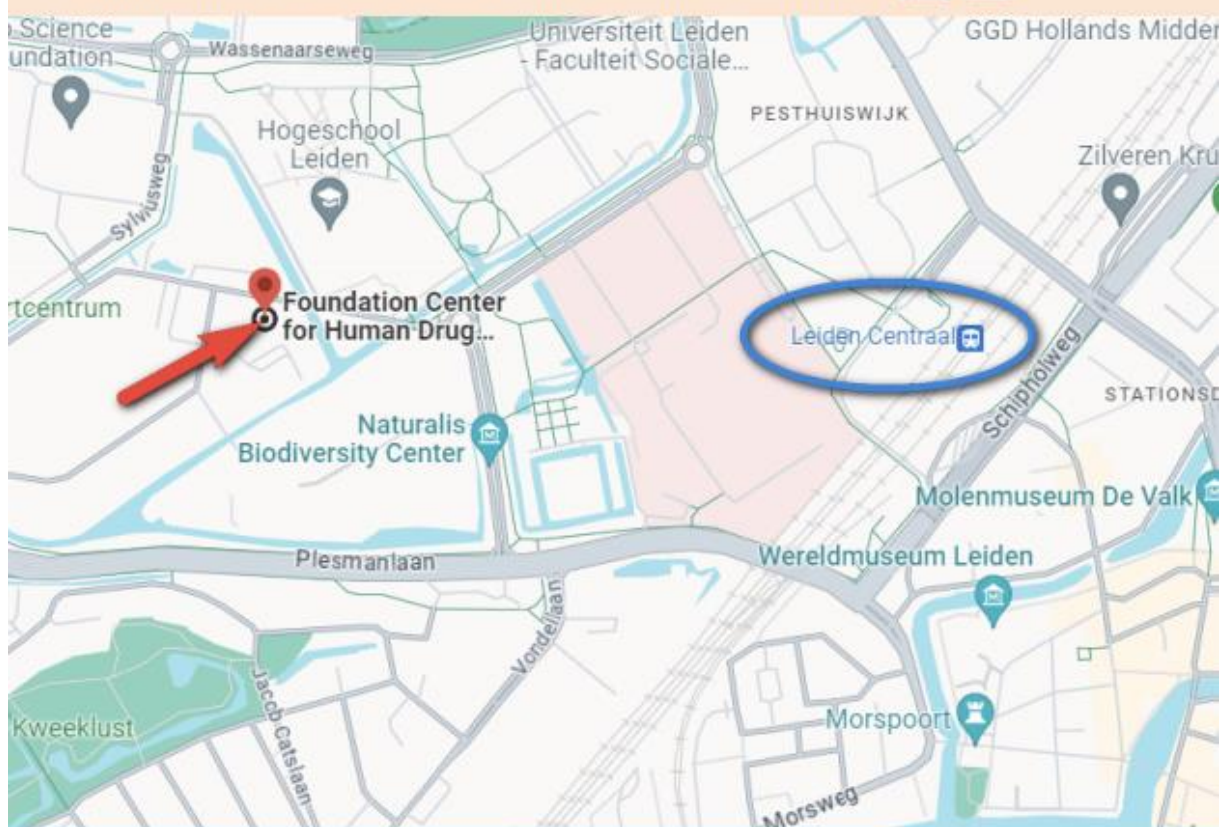 Science
undation
Wassenaarseweg
Universiteit Leiden
- Faculteit Sociale...
GGD Hollands Midden
PESTHUISWIJK
Hogeschool
Leiden
Zilveren Kru
Sylviusweg
rtcentrum
Foundation Center
for Human Drug...
Leiden Centraal
Schipholweg
STATIONSD
Naturalis
Biodiversity Center
Molenmuseum De Valk
Plesmanlaan
Wereldmuseum Leiden
Vondellaan
Jacob Catslaan
Kweeklust
Morspoort
Morsweg